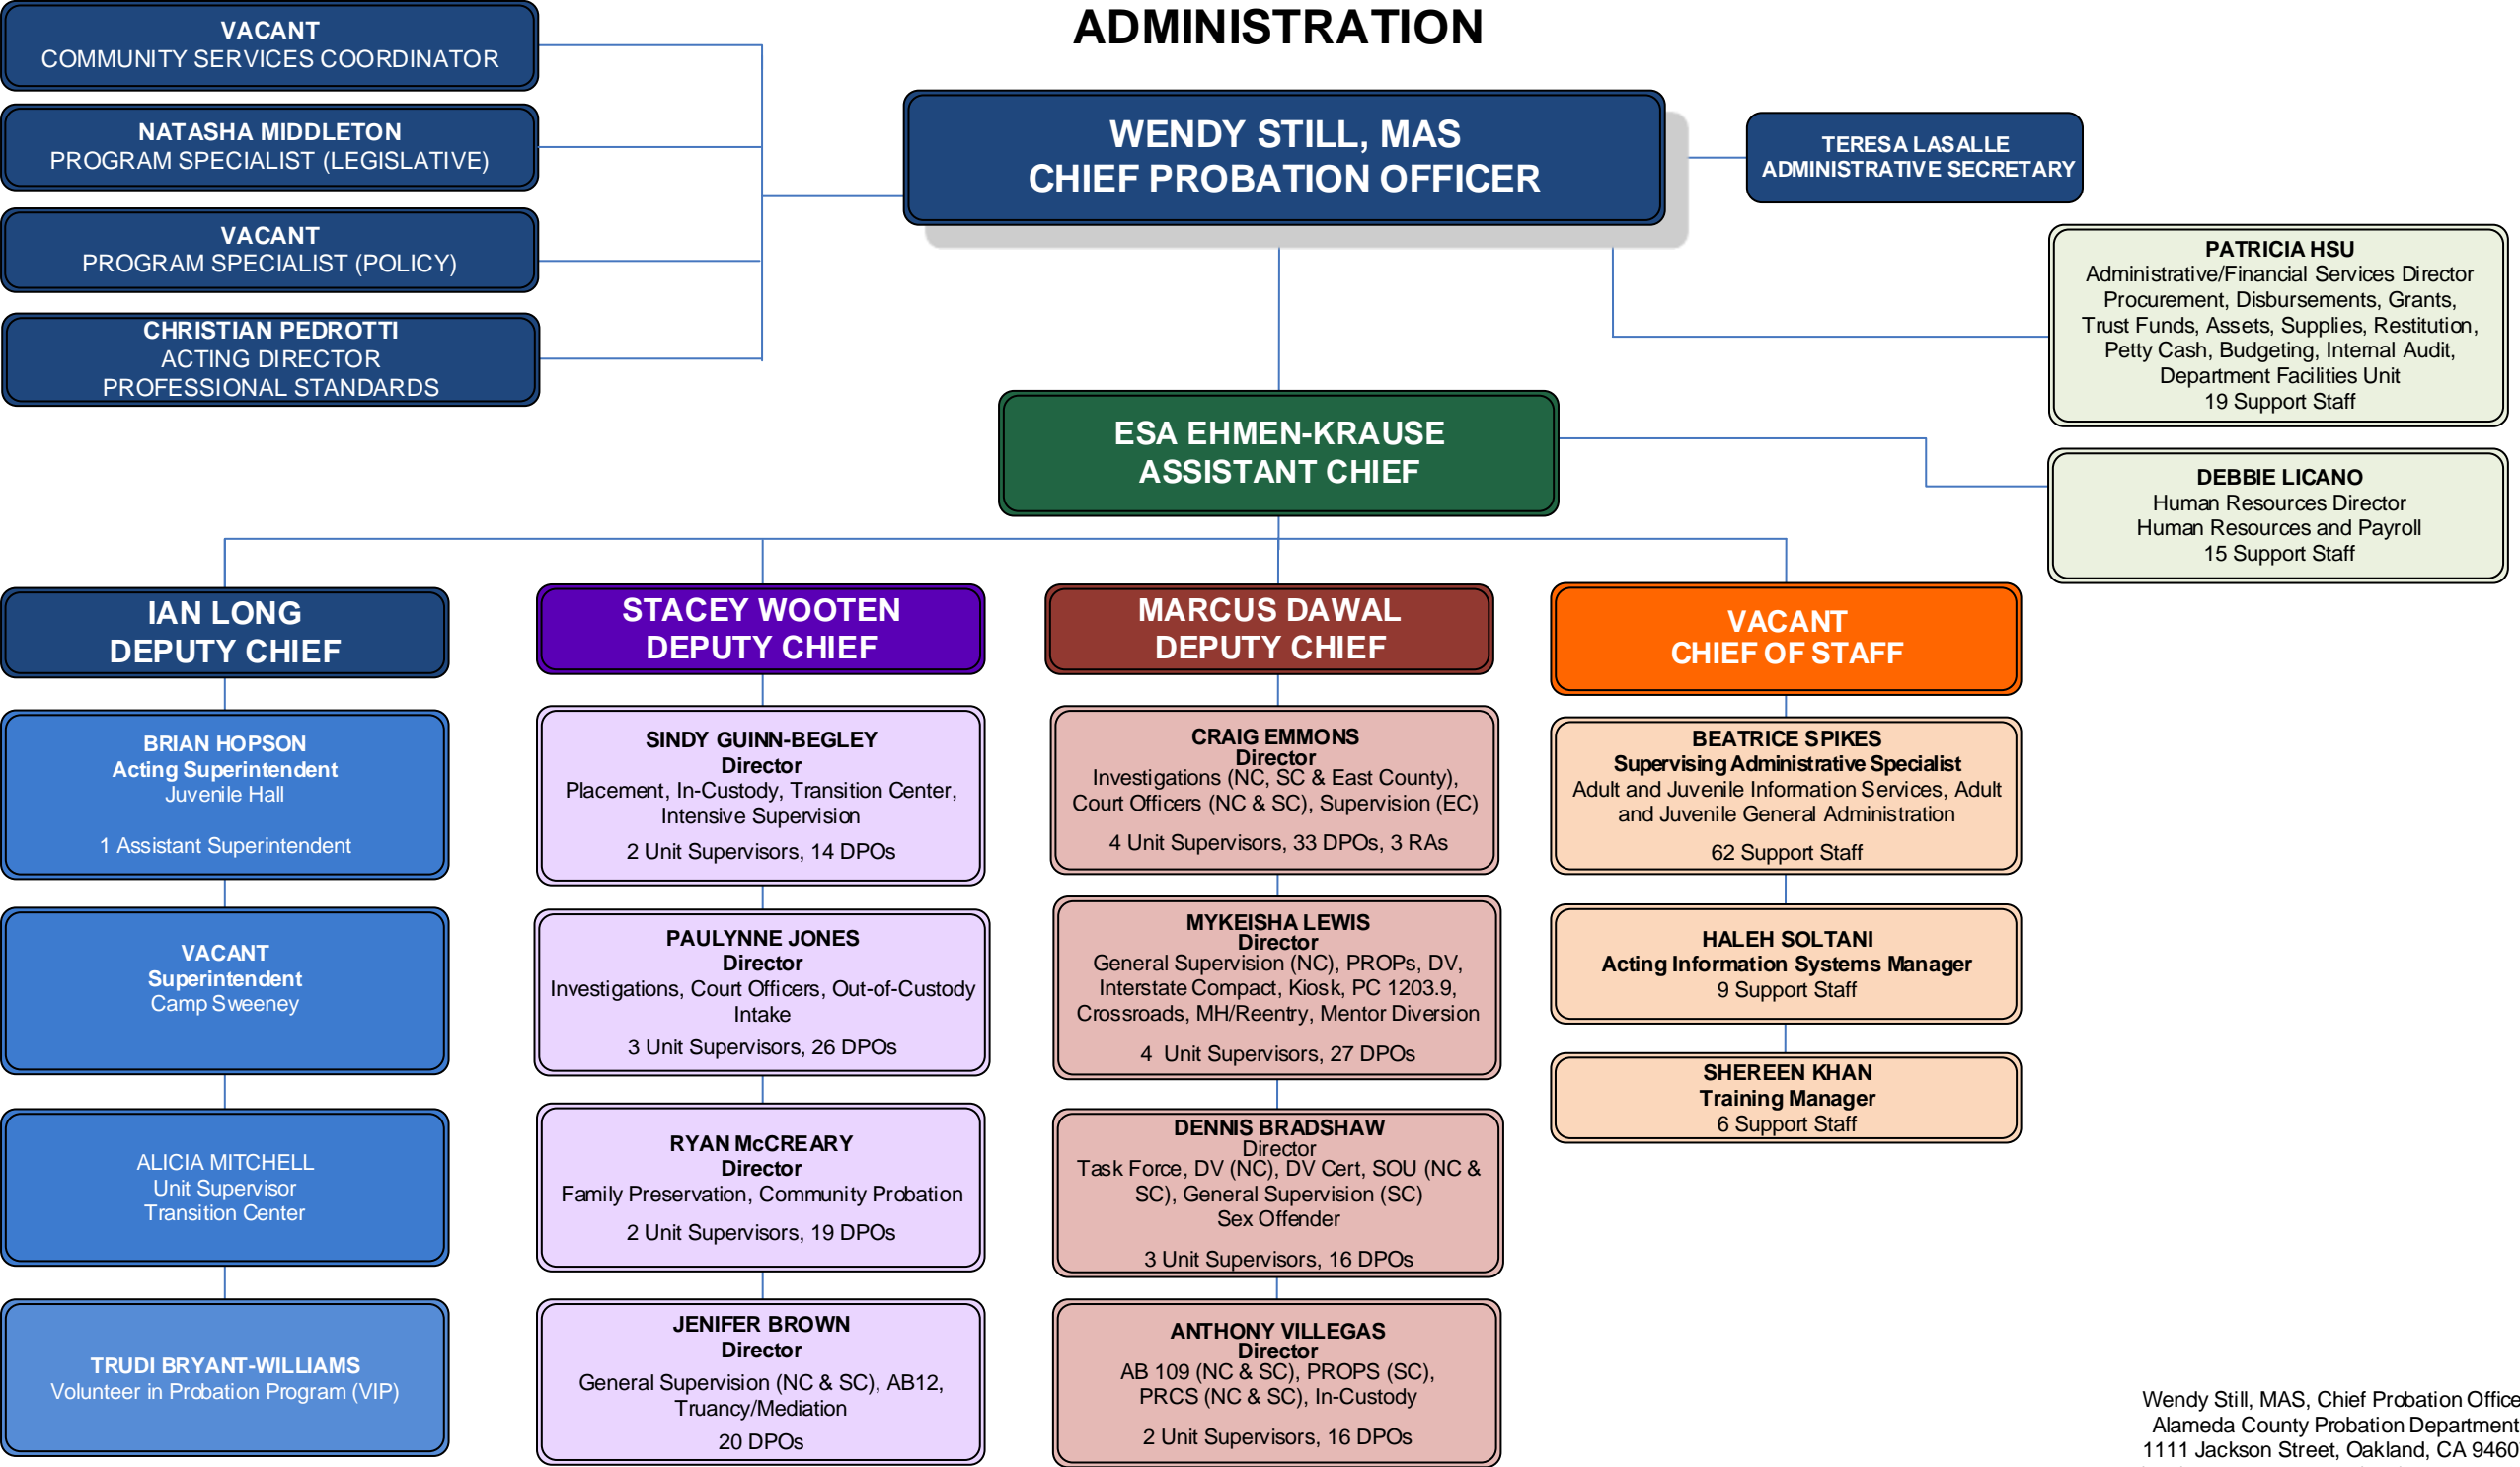 ADMINISTRATION
VACANT
COMMUNITY SERVICES COORDINATOR
NATASHA MIDDLETON
PROGRAM SPECIALIST (LEGISLATIVE)
VACANT
PROGRAM SPECIALIST (POLICY)
CHRISTIAN PEDROTTI
ACTING DIRECTOR
PROFESSIONAL STANDARDS
WENDY STILL, MAS
CHIEF PROBATION OFFICER
TERESA LASALLE
ADMINISTRATIVE SECRETARY
PATRICIA HSU
Administrative/Financial Services Director
Procurement, Disbursements, Grants,
Trust Funds, Assets, Supplies, Restitution,
Petty Cash, Budgeting, Internal Audit,
Department Facilities Unit
19 Support Staff
ESA EHMEN-KRAUSE
ASSISTANT CHIEF
DEBBIE LICANO
Human Resources Director
Human Resources and Payroll
15 Support Staff
IAN LONG
DEPUTY CHIEF
BRIAN HOPSON
Acting Superintendent
Juvenile Hall
1 Assistant Superintendent
VACANT
Superintendent
Camp Sweeney
ALICIA MITCHELL
Unit Supervisor
Transition Center
TRUDI BRYANT-WILLIAMS
Volunteer in Probation Program (VIP)
STACEY WOOTEN
DEPUTY CHIEF
SINDY GUINN-BEGLEY
Director
Placement, In-Custody, Transition Center,
Intensive Supervision
2 Unit Supervisors, 14 DPOs
PAULYNNE JONES
Director
Investigations, Court Officers, Out-of-Custody
Intake
3 Unit Supervisors, 26 DPOs
RYAN McCREARY
Director
Family Preservation, Community Probation
2 Unit Supervisors, 19 DPOs
JENIFER BROWN
Director
General Supervision (NC & SC), AB12,
Truancy/Mediation
20 DPOs
MARCUS DAWAL
DEPUTY CHIEF
CRAIG EMMONS
Director
Investigations (NC, SC & East County),
Court Officers (NC & SC), Supervision (EC)
4 Unit Supervisors, 33 DPOs, 3 RAs
MYKEISHA LEWIS
Director
General Supervision (NC), PROPs, DV,
Interstate Compact, Kiosk, PC 1203.9,
Crossroads, MH/Reentry, Mentor Diversion
4 Unit Supervisors, 27 DPOs
DENNIS BRADSHAW
Director
Task Force, DV (NC), DV Cert, SOU (NC &
SC), General Supervision (SC)
Sex Offender
3 Unit Supervisors, 16 DPOs
ANTHONY VILLEGAS
Director
AB 109 (NC & SC), PROPS (SC),
PRCS (NC & SC), In-Custody
2 Unit Supervisors, 16 DPOs
VACANT
CHIEF OF STAFF
BEATRICE SPIKES
Supervising Administrative Specialist
Adult and Juvenile Information Services, Adult
and Juvenile General Administration
62 Support Staff
HALEH SOLTANI
Acting Information Systems Manager
9 Support Staff
SHEREEN KHAN
Training Manager
6 Support Staff
Wendy Still, MAS, Chief Probation Office
Alameda County Probation Department
1111 Jackson Street, Oakland, CA 9460